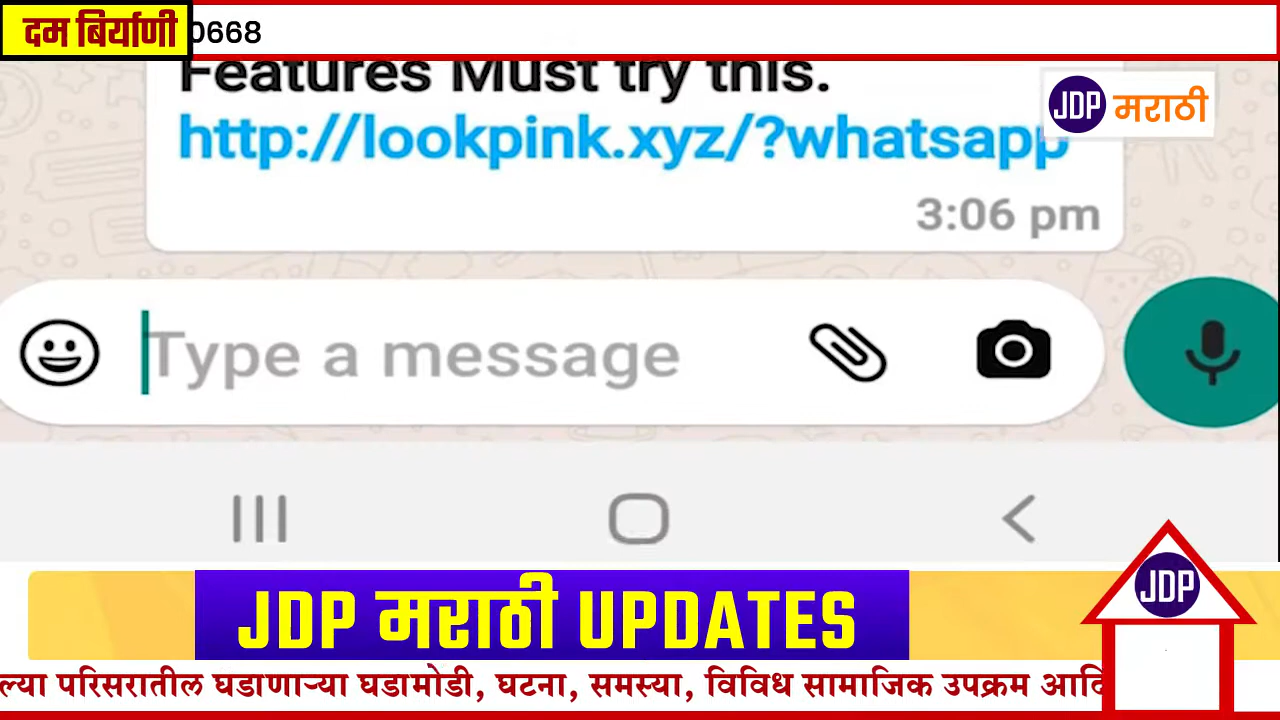 दम बिर्याणी 0668
Features Must try this.
JDP मराठी
http://lookpink.xyz/?whatsapp
3:06 pm
Type a message
JDP
JDP मराठी UPDATES
ल्या परिसरातील घडाणाऱ्या घडामोडी, घटना, समस्या, विविध सामाजिक उपक्रम आदि